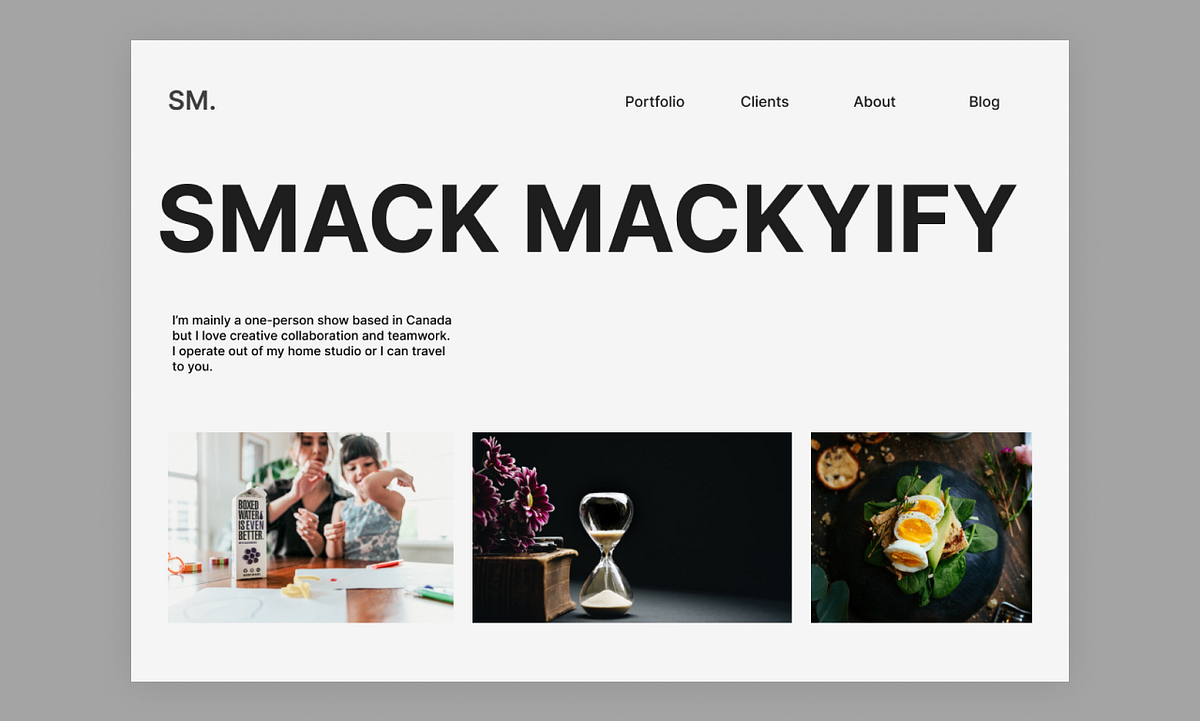 SM.
Portfolio Clients About Blog
SMACK MACKYIFY
I'm mainly a one-person show based in Canada
but I love creative collaboration and teamwork.
I operate out of my home studio or I can travel
to you.
BOXED
WATER
IS EVEN
BETTER.